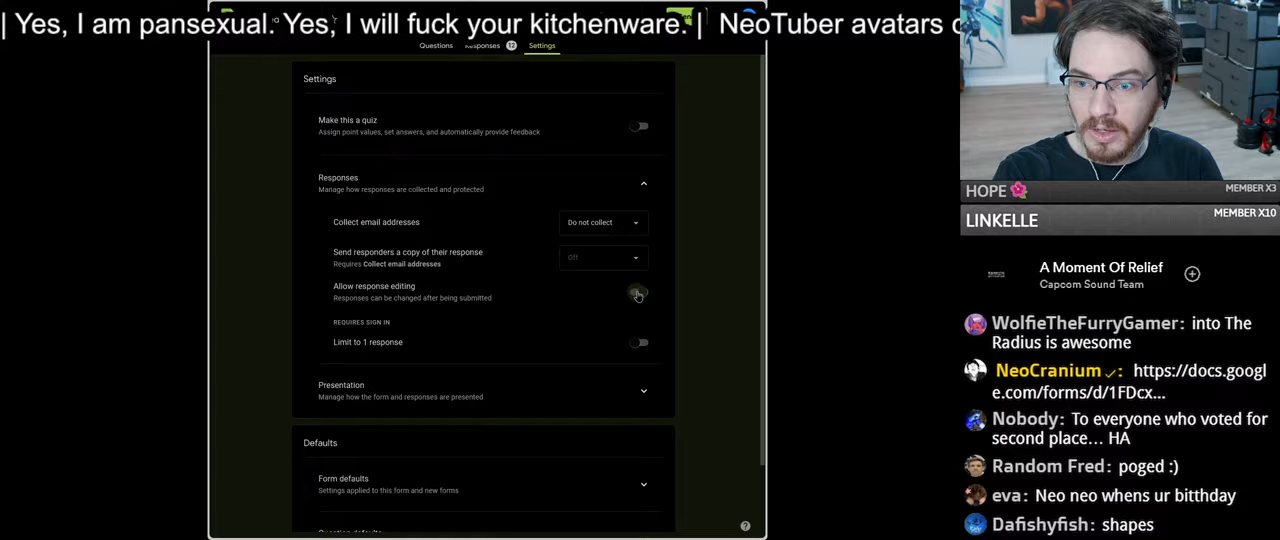 | Yes, I am pansexual. Yes, I will fuck your kitchenware. | NeoTuber avatars
Questions Responses 12 Settings
Settings
Make this a quiz
Assign point values, set answers, and automatically provide feedback
Responses
Manage how responses are collected and protected
Collect email addresses
Do not collect
Send responders a copy of their response
Requires Collect email addresses
Off
Allow response editing
Responses can be changed after being submitted
REQUIRES SIGN IN
Limit to 1 response
Presentation
Manage how the form and responses are presented
Defaults
Form defaults
Settings applied to this form and new forms
Question defaults
HOPE 🌺 MEMBER X3
LINKELLE MEMBER X10
A Moment Of Relief
Capcom Sound Team
WolfieTheFurryGamer: into The
Radius is awesome
NeoCranium ✓: https://docs.googl
e.com/forms/d/1FDcx...
Nobody: To everyone who voted for
second place... HA
Random Fred: poged :)
eva: Neo neo whens ur bitthday
Dafishyfish: shapes